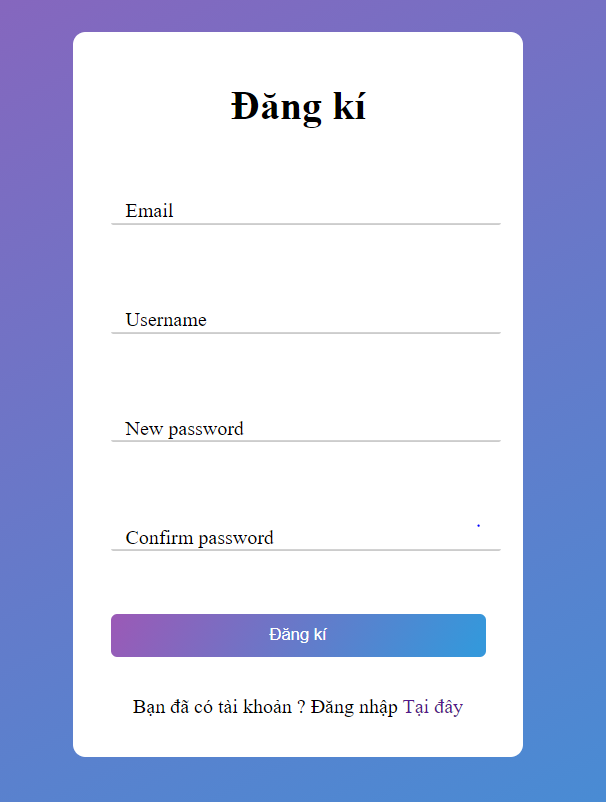 Đăng kí
Email
Username
New password
Confirm password
Đăng kí
Bạn đã có tài khoản ? Đăng nhập Tại đây